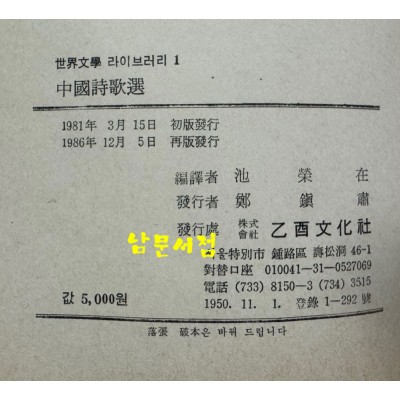 世界文學 라이브러리 1
中國詩歌選
1981年 3月 15日 初版發行
1986年 12月 5日 再版發行
編譯者 池榮在
發行者 鄭鎭肅
發行處 株式會社 乙酉文化社
서울特別市 鍾路區 壽松洞 46-1
對替口座 010041-31-0527069
電話 (733) 8150-3 (734) 3515
1950. 11. 1. 登錄 1-292號
남문서점
값 5,000원
落張 破本은 바꿔 드립니다